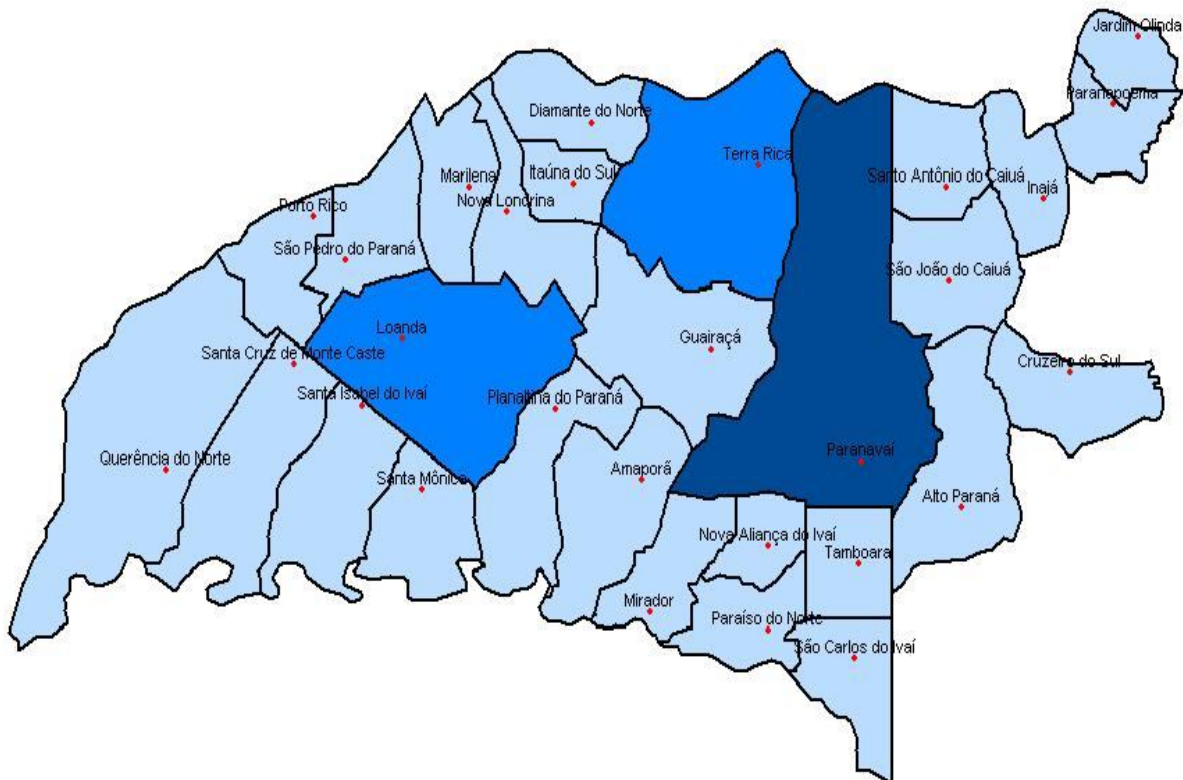 Jardim Olinda
Paranapoema
Diamante do Norte
Terra Rica
Itaúna do Sul
Marilena
Santo Antônio do Caiuá
Inajá
Nova Londrina
Porto Rico
São Pedro do Paraná
São João do Caiuá
Loanda
Guairaçá
Santa Cruz de Monte Caste
Cruzeiro do Sul
Santa Isabel do Ivaí
Planaltina do Paraná
Querência do Norte
Paranavaí
Santa Mônica
Amaporã
Alto Paraná
Nova Aliança do Ivaí
Tamboara
Mirador
Paraíso do Norte
São Carlos do Ivaí